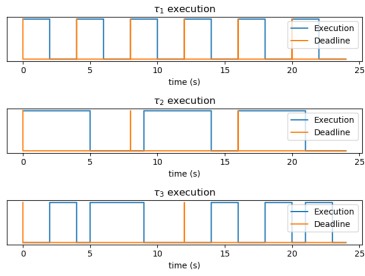 τ1 execution
Execution
Deadline
0 5 10 15 20 25
time (s)
τ2 execution
Execution
Deadline
0 5 10 15 20 25
time (s)
τ3 execution
Execution
Deadline
0 5 10 15 20 25
time (s)